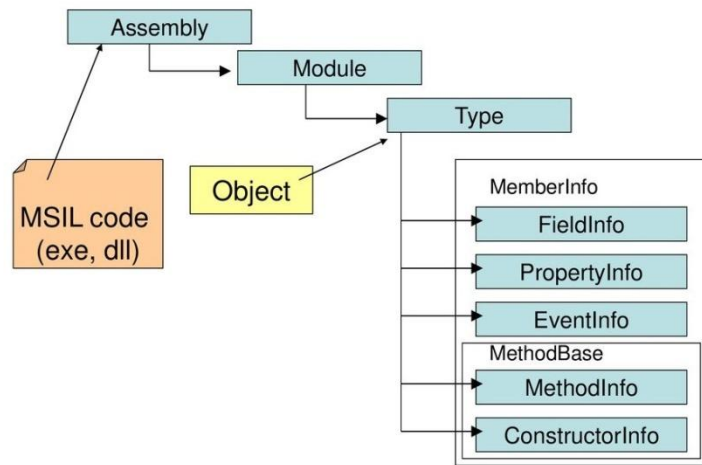 Assembly
Module
Type
MSIL code
(exe, dll)
Object
MemberInfo
FieldInfo
PropertyInfo
EventInfo
MethodBase
MethodInfo
ConstructorInfo